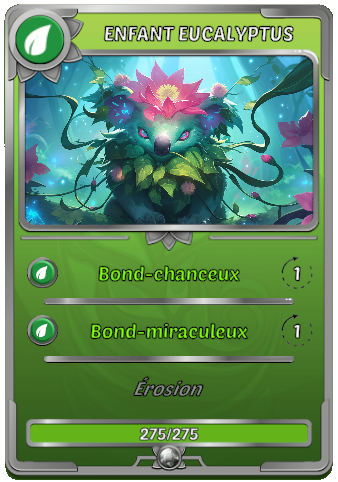 ENFANT EUCALYPTUS
Bond-chanceux 1
Bond-miraculeux 1
Érosion
275/275